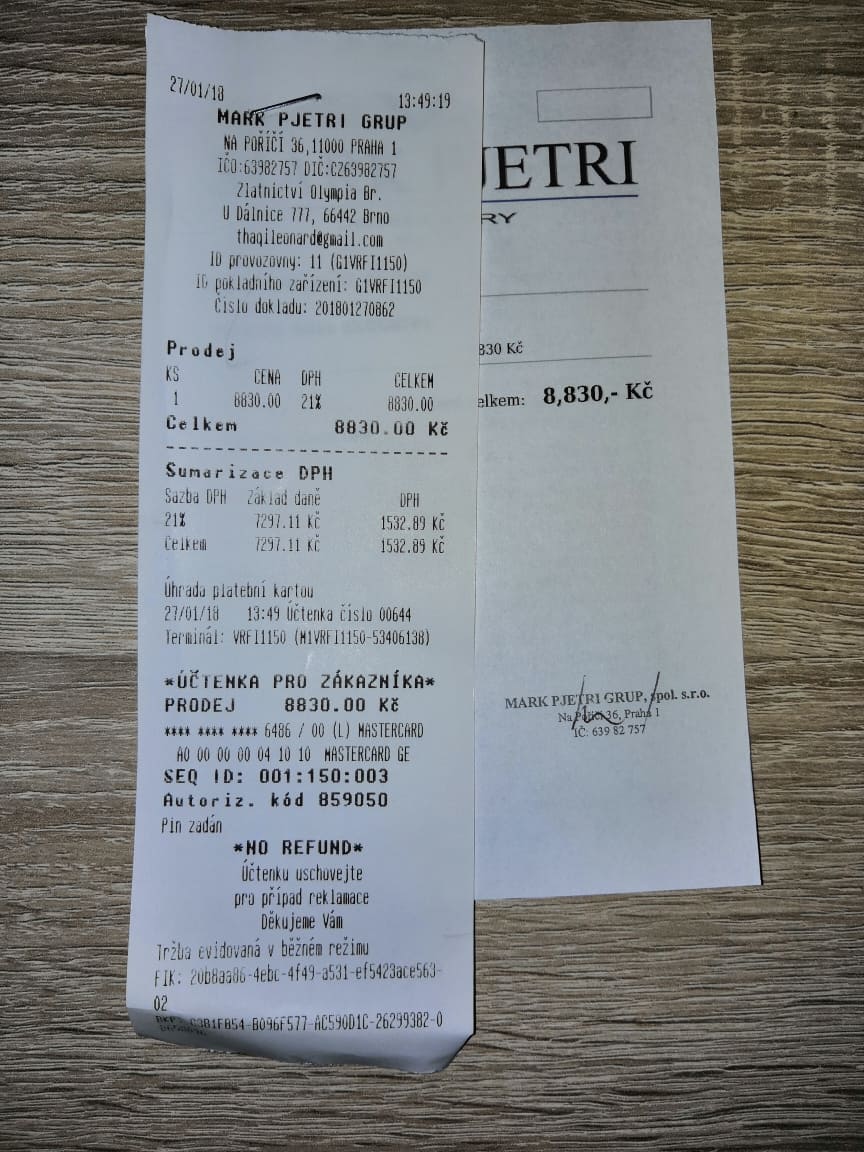 27/01/18 13:49:19
MARK PJETRI GRUP
NA POŘÍČÍ 36,11000 PRAHA 1
IČO:63982757 DIČ:CZ63982757
Zlatnictví Olympia Br.
U Dálnice 777, 66442 Brno
thaqileonard@gmail.com
ID provozovny: 11 (G1VRFI1150)
ID pokladního zařízení: G1VRFI1150
Číslo dokladu: 201801270862
Prodej
KS CENA DPH CELKEM
1 8830.00 21% 8830.00
Celkem 8830.00 Kč
Sumarizace DPH
Sazba DPH Základ daně DPH
21% 7297.11 Kč 1532.89 Kč
Celkem 7297.11 Kč 1532.89 Kč
Úhrada platební kartou
27/01/18 13:49 Účtenka číslo 00644
Terminál: VRFI1150 (M1VRFI1150-53406138)
*ÚČTENKA PRO ZÁKAZNÍKA*
PRODEJ 8830.00 Kč
**** **** **** 6486 / 00 (L) MASTERCARD
A0 00 00 00 04 10 10 MASTERCARD GE
SEQ ID: 001:150:003
Autoriz. kód 859050
Pin zadán
*NO REFUND*
Účtenku uschovejte
pro případ reklamace
Děkujeme Vám
Tržba evidovaná v běžném režimu
FIK: 20b8aa86-4ebc-4f49-a531-ef5423ace563-
02
C381FB54-B096F577-AC590D1C-26299382-0
JETRI
RY
830 Kč
elkem: 8,830,- Kč
MARK PJETRI GRUP, spol. s.r.o.
Na Poříčí 36, Praha 1
IČ: 639 82 757